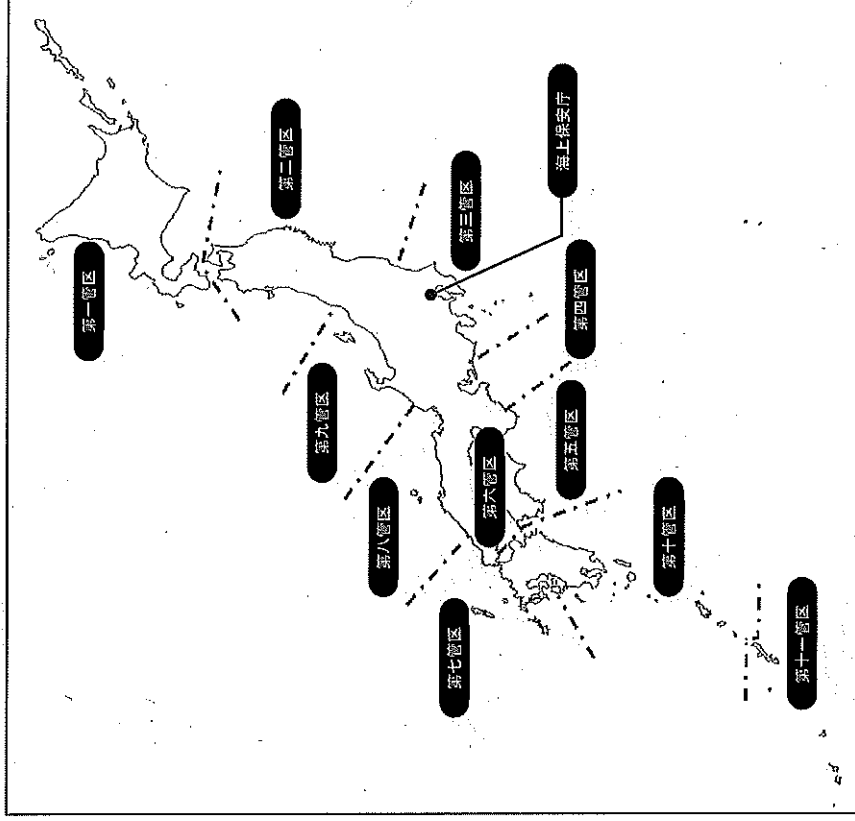 第一管区
第二管区
第三管区
海上保安庁
第四管区
第五管区
第六管区
第七管区
第八管区
第九管区
第十管区
第十一管区